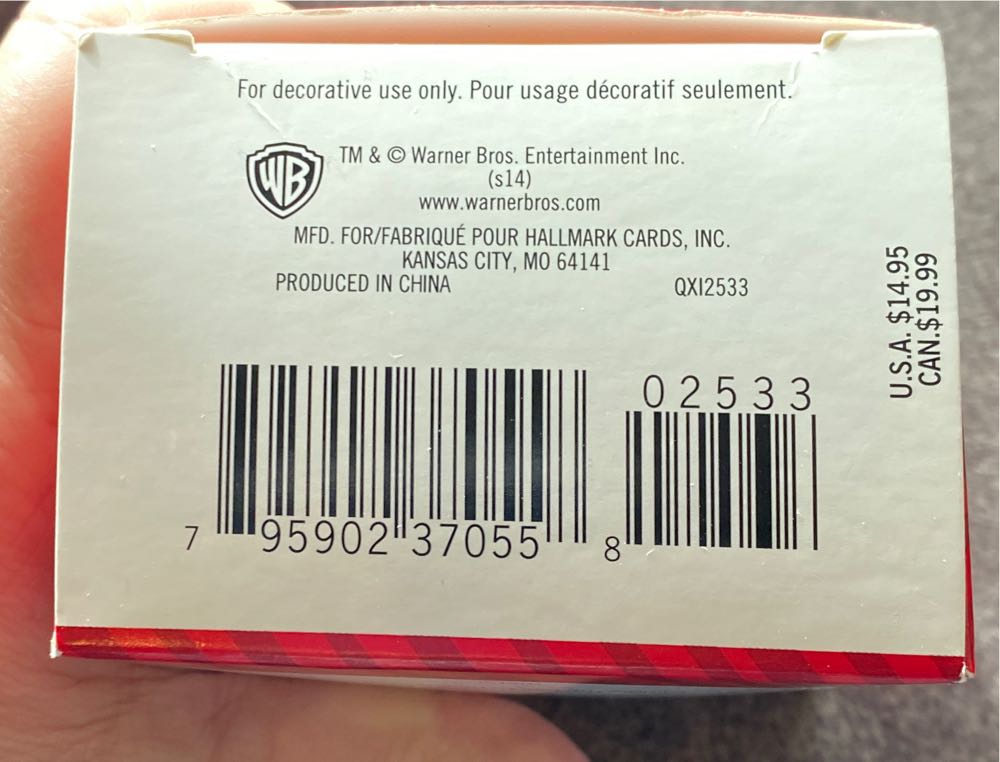 For decorative use only. Pour usage décoratif seulement.
WB
TM & © Warner Bros. Entertainment Inc.
(s14)
www.warnerbros.com
MFD. FOR/FABRIQUÉ POUR HALLMARK CARDS, INC.
KANSAS CITY, MO 64141
PRODUCED IN CHINA QXI2533
U.S.A. $14.95
CAN.$19.99
02533
7 95902 37055 8